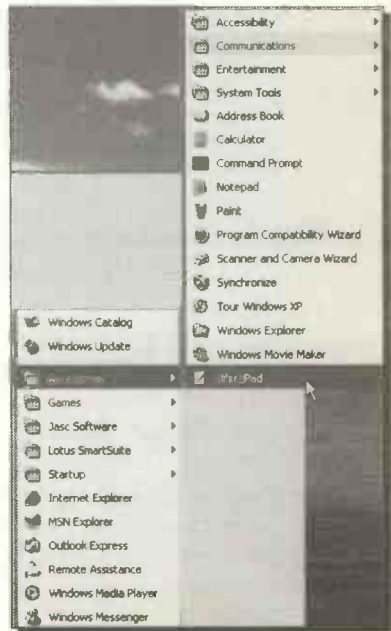 Accessibility
Communications
Entertainment
System Tools
Address Book
Calculator
Command Prompt
Notepad
Paint
Program Compatibility Wizard
Scanner and Camera Wizard
Synchronize
Tour Windows XP
Windows Explorer
Windows Movie Maker
Windows Catalog
Windows Update
Accessories
Games
Jasc Software
Lotus SmartSuite
Startup
Internet Explorer
MSN Explorer
Outlook Express
Remote Assistance
Windows Media Player
Windows Messenger